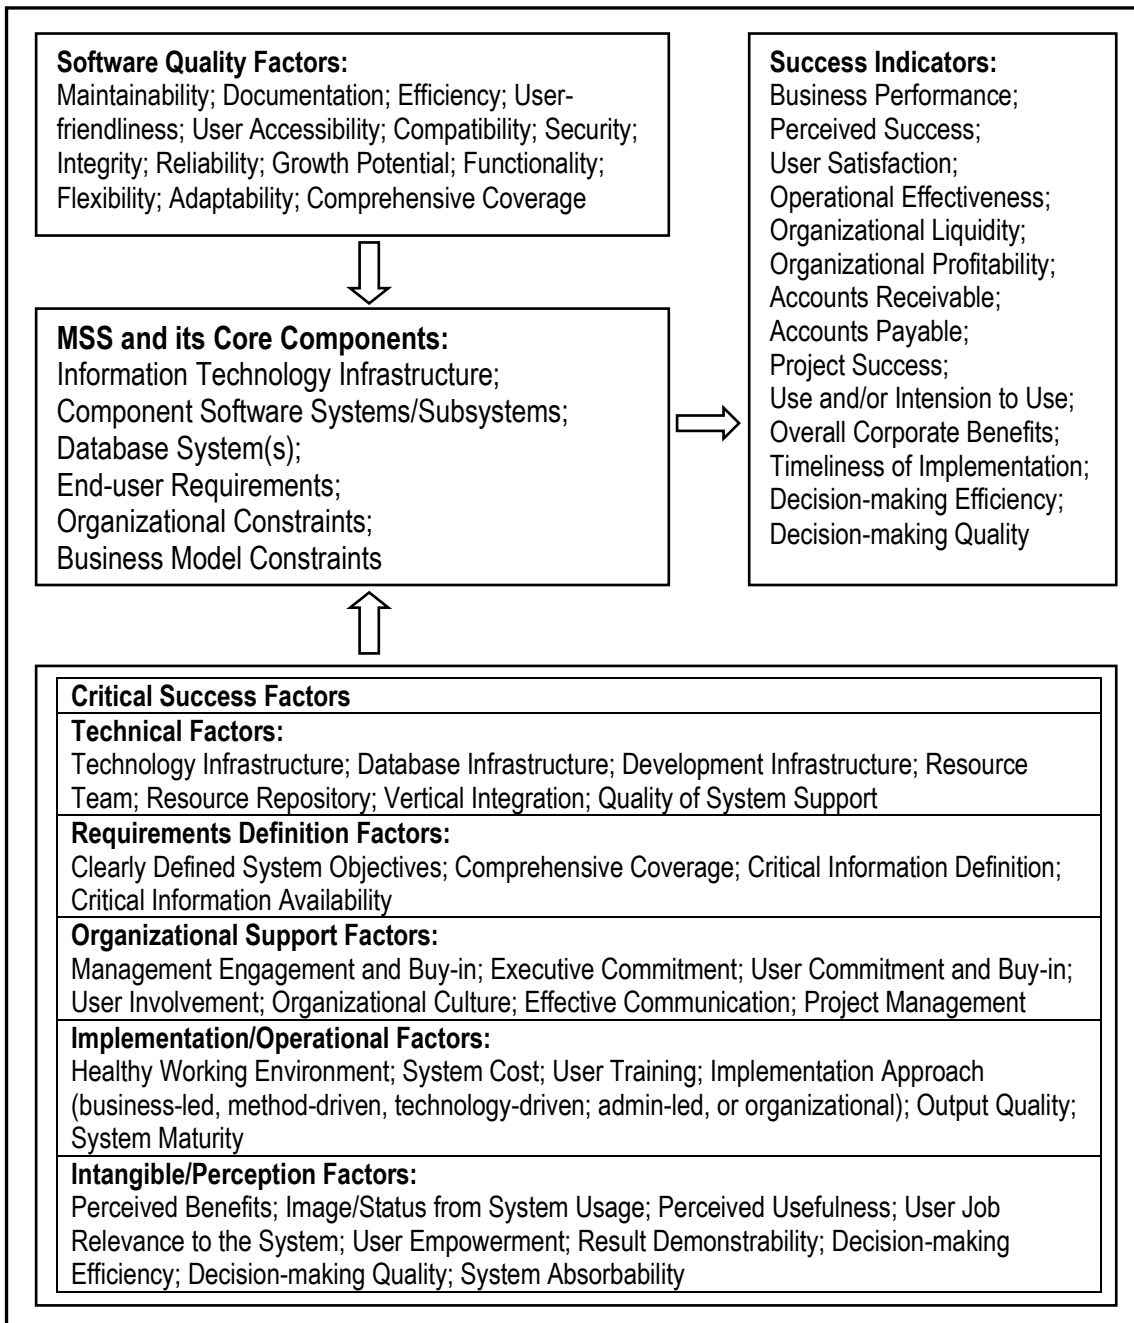 Software Quality Factors:
Maintainability; Documentation; Efficiency; User-
friendliness; User Accessibility; Compatibility; Security;
Integrity; Reliability; Growth Potential; Functionality;
Flexibility; Adaptability; Comprehensive Coverage
MSS and its Core Components:
Information Technology Infrastructure;
Component Software Systems/Subsystems;
Database System(s);
End-user Requirements;
Organizational Constraints;
Business Model Constraints
Success Indicators:
Business Performance;
Perceived Success;
User Satisfaction;
Operational Effectiveness;
Organizational Liquidity;
Organizational Profitability;
Accounts Receivable;
Accounts Payable;
Project Success;
Use and/or Intension to Use;
Overall Corporate Benefits;
Timeliness of Implementation;
Decision-making Efficiency;
Decision-making Quality
Critical Success Factors
Technical Factors:
Technology Infrastructure; Database Infrastructure; Development Infrastructure; Resource
Team; Resource Repository; Vertical Integration; Quality of System Support
Requirements Definition Factors:
Clearly Defined System Objectives; Comprehensive Coverage; Critical Information Definition;
Critical Information Availability
Organizational Support Factors:
Management Engagement and Buy-in; Executive Commitment; User Commitment and Buy-in;
User Involvement; Organizational Culture; Effective Communication; Project Management
Implementation/Operational Factors:
Healthy Working Environment; System Cost; User Training; Implementation Approach
(business-led, method-driven, technology-driven; admin-led, or organizational); Output Quality;
System Maturity
Intangible/Perception Factors:
Perceived Benefits; Image/Status from System Usage; Perceived Usefulness; User Job
Relevance to the System; User Empowerment; Result Demonstrability; Decision-making
Efficiency; Decision-making Quality; System Absorbability